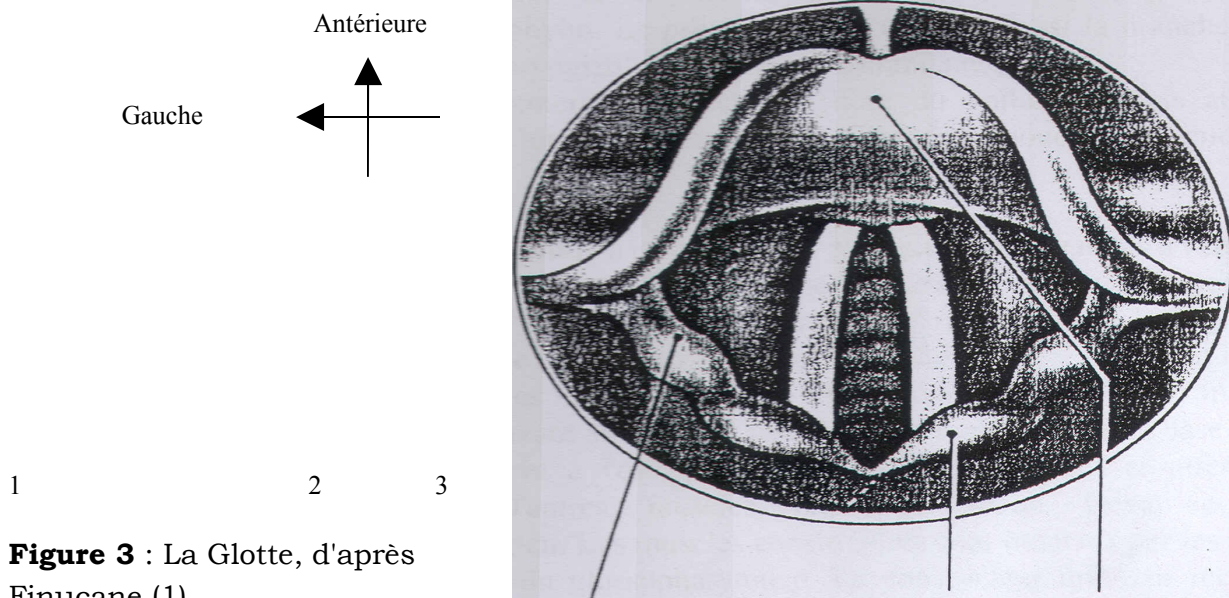 Antérieure
Gauche
1 2 3
Figure 3 : La Glotte, d'après
Finucane (1)